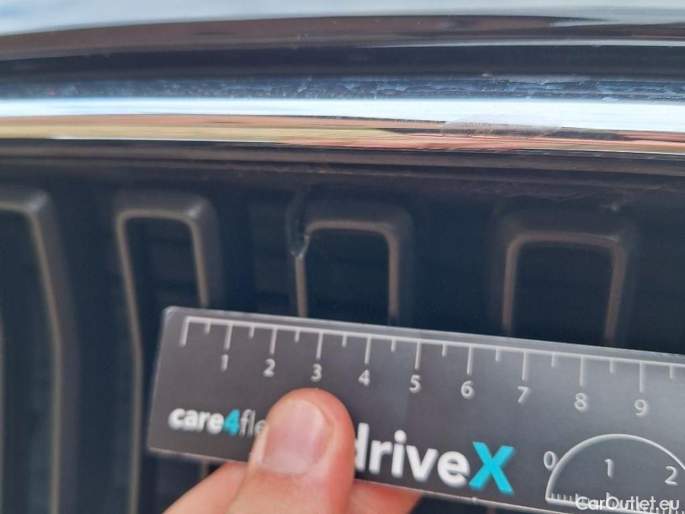 1 2 3 4 5 6 7 8 9
care4fle driveX
0 1 2
CarOutlet.eu